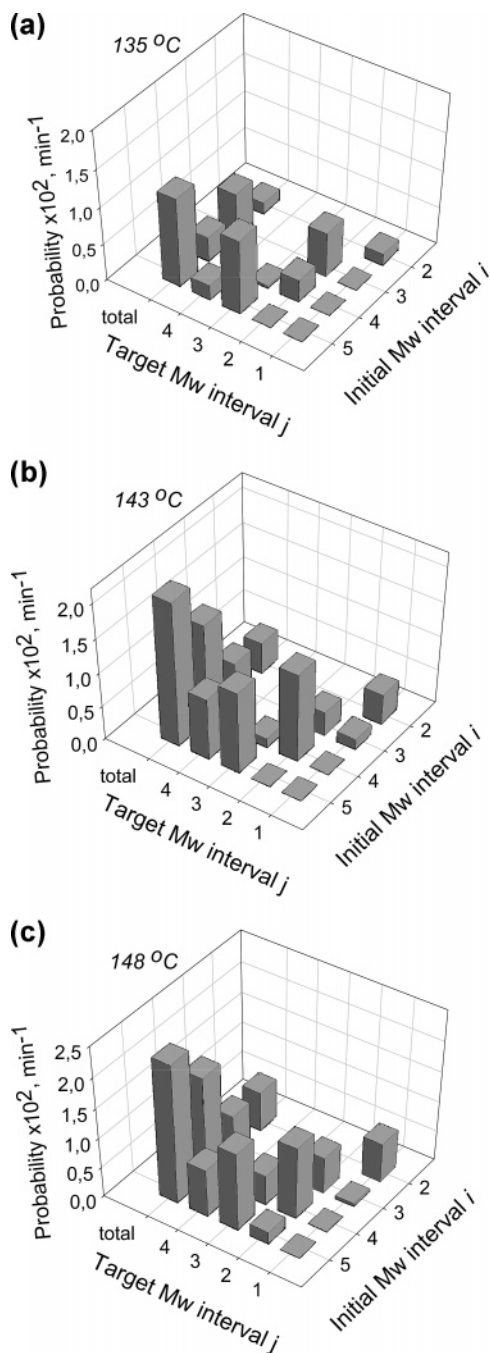 (a)
135 °C
2,0
1,5
1,0
0,5
0,0
Probability x10², min-1
total
4
3
2
1
Target Mw interval j
5
4
3
2
Initial Mw interval i
(b)
143 °C
2,0
1,5
1,0
0,5
0,0
Probability x10², min-1
total
4
3
2
1
Target Mw interval j
5
4
3
2
Initial Mw interval i
(c)
148 °C
2,5
2,0
1,5
1,0
0,5
0,0
Probability x10², min-1
total
4
3
2
1
Target Mw interval j
5
4
3
2
Initial Mw interval i